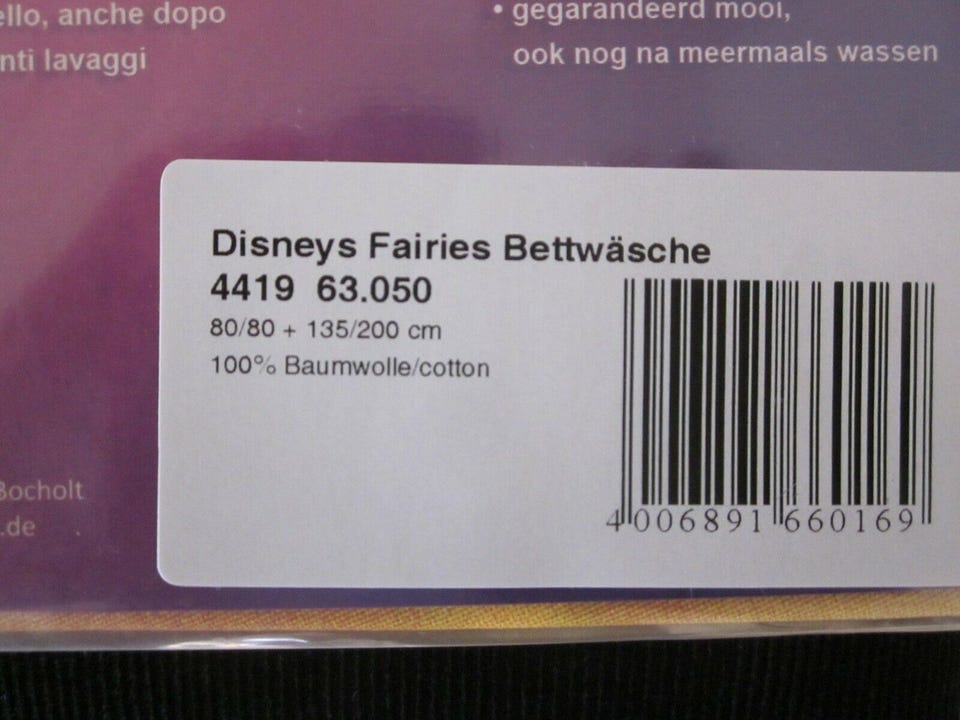 ello, anche dopo
nti lavaggi
• gegarandeerd mooi,
ook nog na meermaals wassen
Disneys Fairies Bettwäsche
4419 63.050
80/80 + 135/200 cm
100% Baumwolle/cotton
4 006891 660169
Bocholt
.de